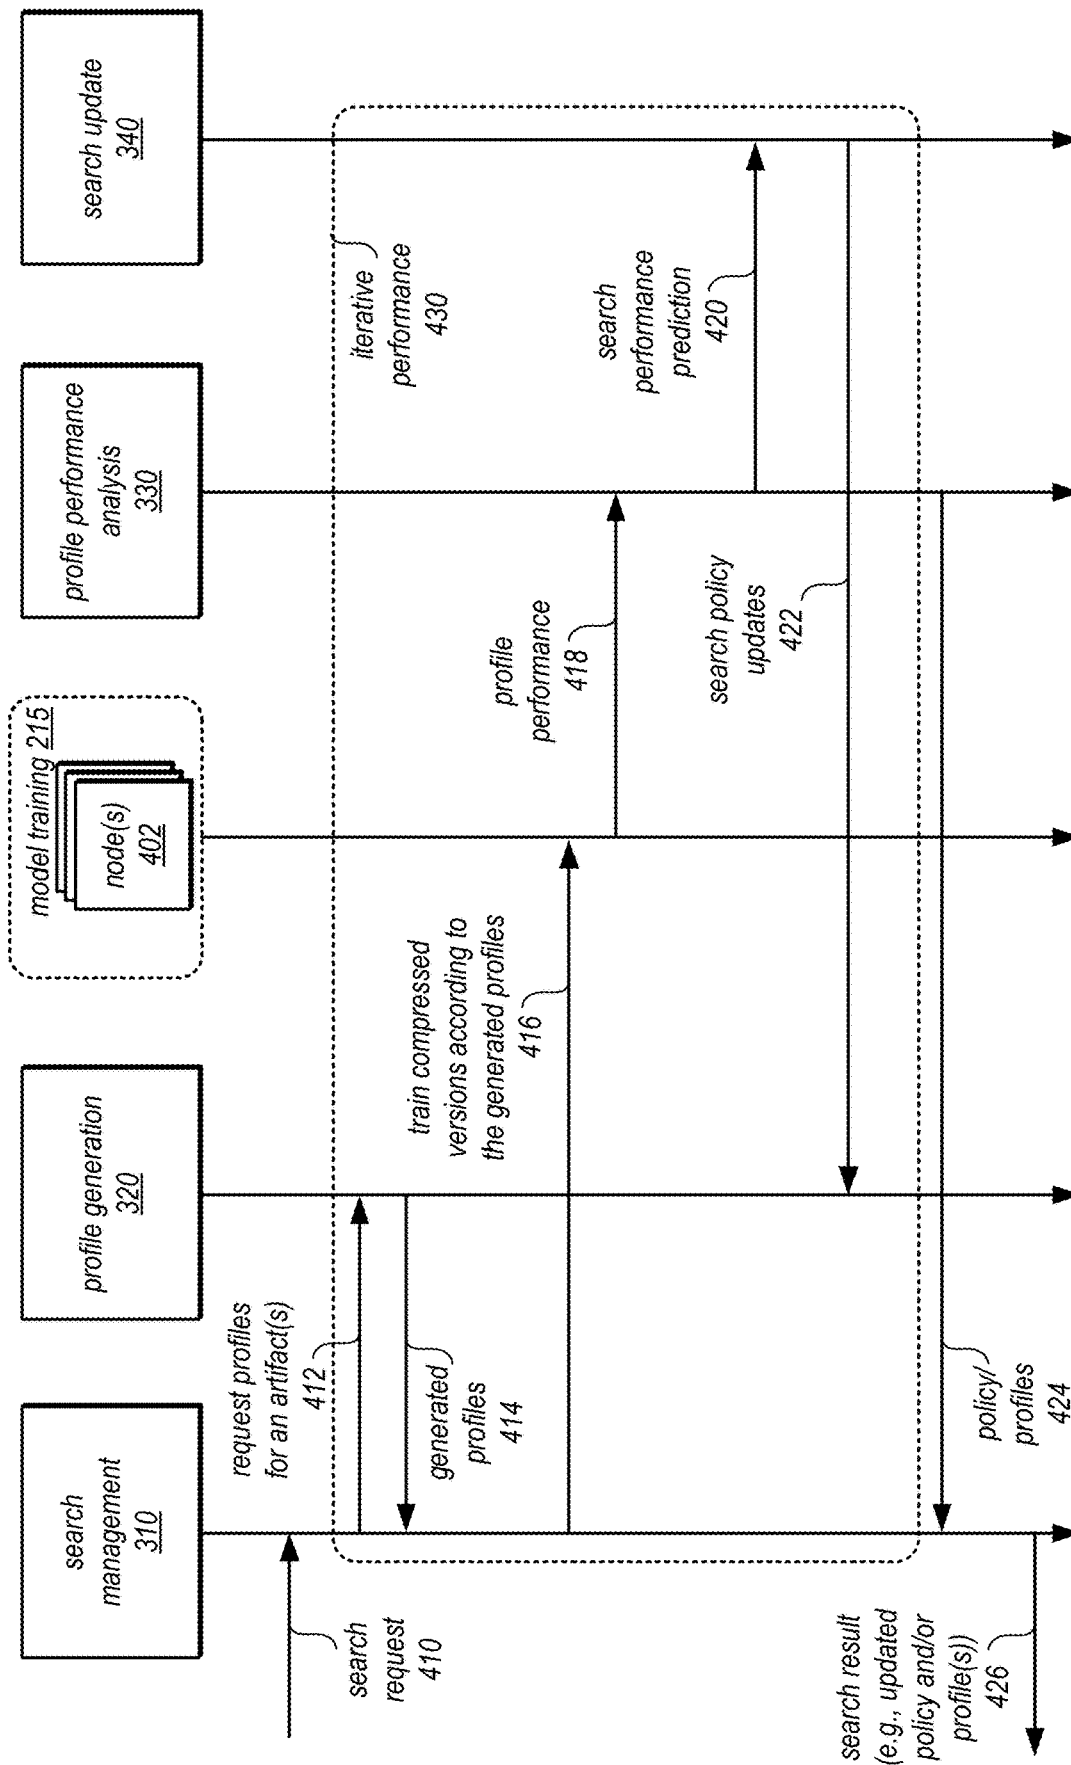 search
management
310
profile generation
320
model training 215
node(s)
402
profile performance
analysis
330
search update
340
search
request
410
request profiles
for an artifact(s)
412
generated
profiles
414
iterative
performance
430
train compressed
versions according to
the generated profiles
416
profile
performance
418
search
performance
prediction
420
search policy
updates
422
policy/
profiles
424
search result
(e.g., updated
policy and/or
profile(s))
426